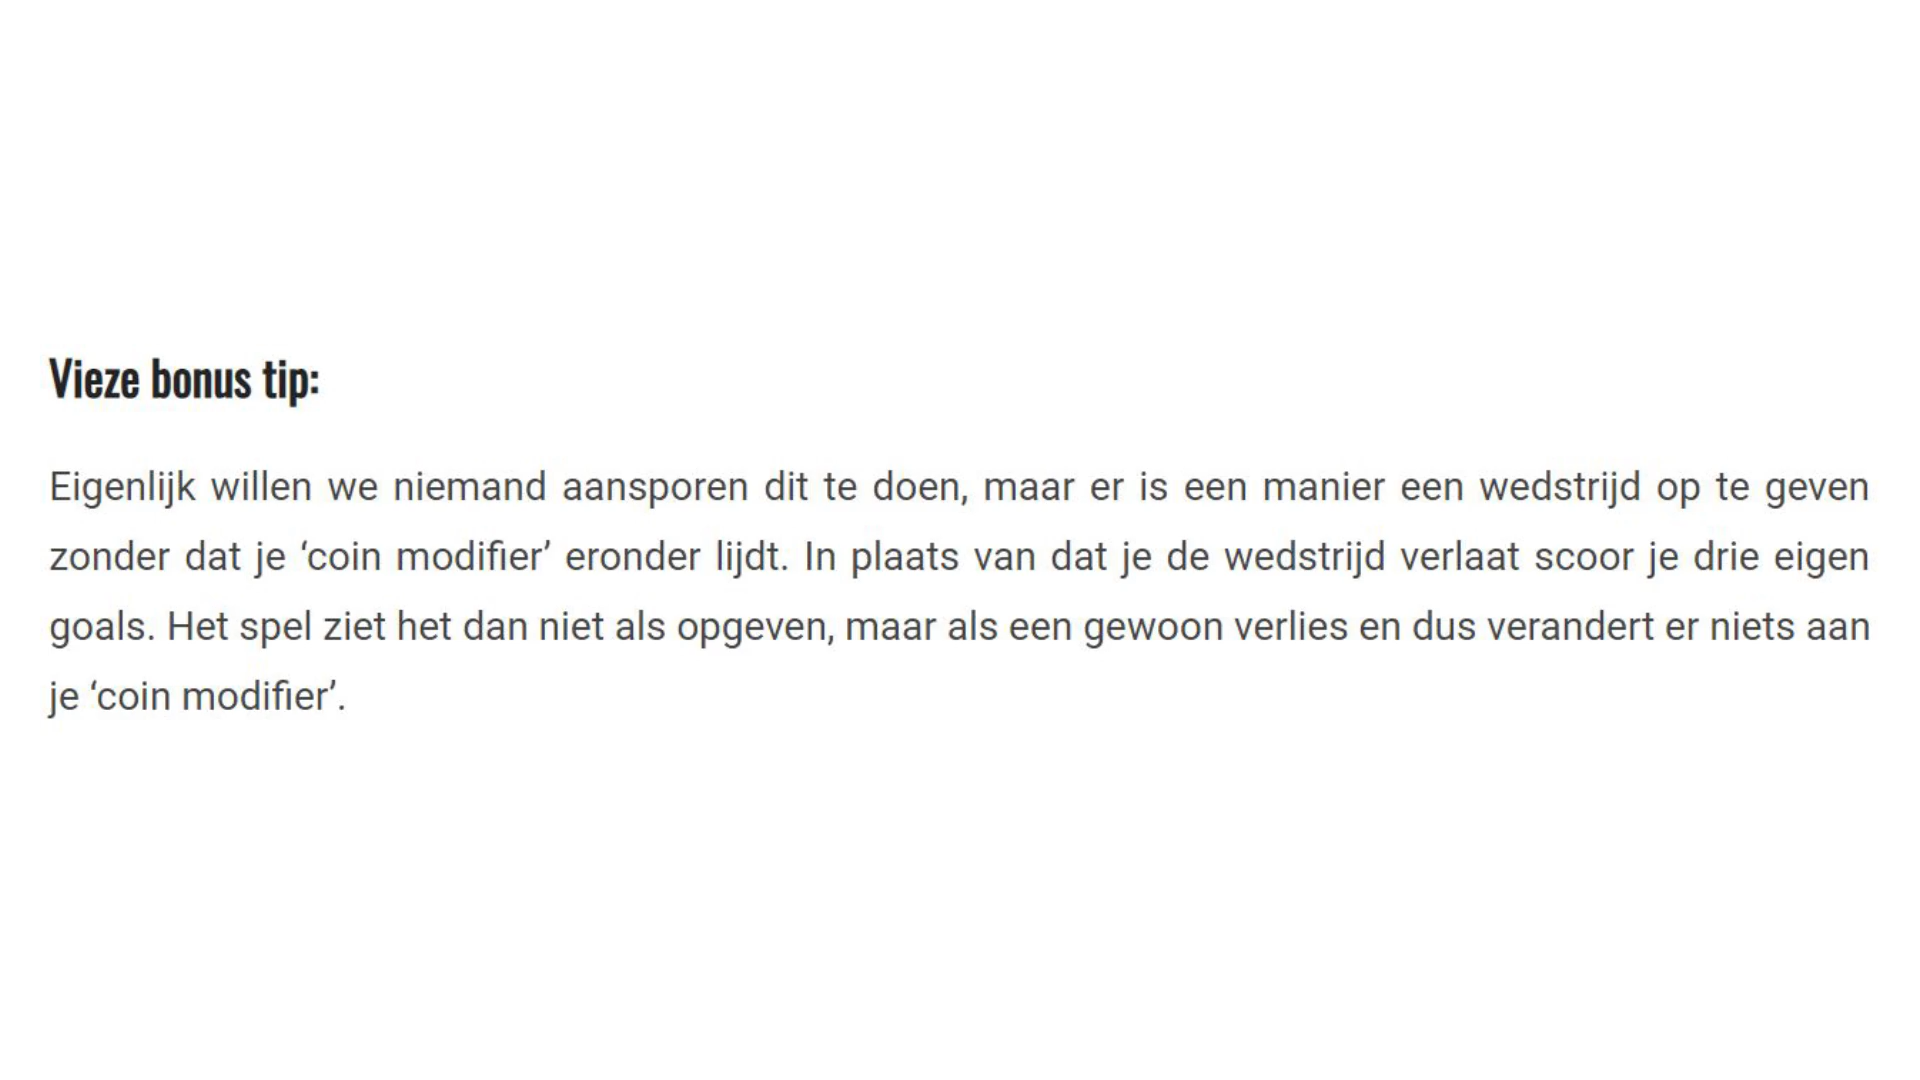 Vieze bonus tip:
Eigenlijk willen we niemand aansporen dit te doen, maar er is een manier een wedstrijd op te geven
zonder dat je ‘coin modifier’ eronder lijdt. In plaats van dat je de wedstrijd verlaat scoor je drie eigen
goals. Het spel ziet het dan niet als opgeven, maar als een gewoon verlies en dus verandert er niets aan
je ‘coin modifier’.